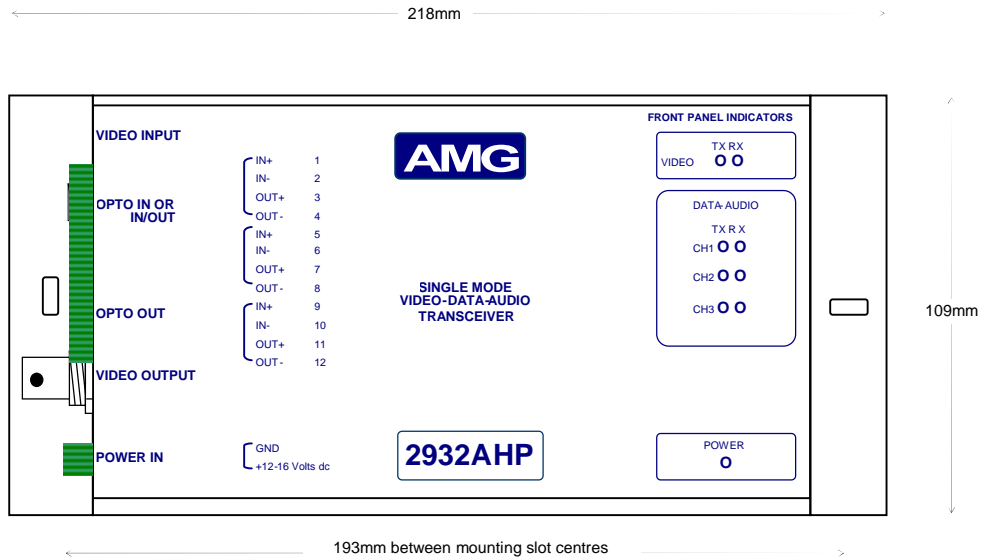 218mm
VIDEO INPUT
OPTO IN OR
IN/OUT
OPTO OUT
VIDEO OUTPUT
POWER IN
IN+ 1
IN- 2
OUT+ 3
OUT- 4
IN+ 5
IN- 6
OUT+ 7
OUT- 8
IN+ 9
IN- 10
OUT+ 11
OUT- 12
GND
+12-16 Volts dc
AMG
SINGLE MODE
VIDEO-DATA-AUDIO
TRANSCEIVER
2932AHP
FRONT PANEL INDICATORS
TX RX
VIDEO O O
DATA-AUDIO
TX R X
CH1 O O
CH2 O O
CH3 O O
POWER
O
109mm
193mm between mounting slot centres